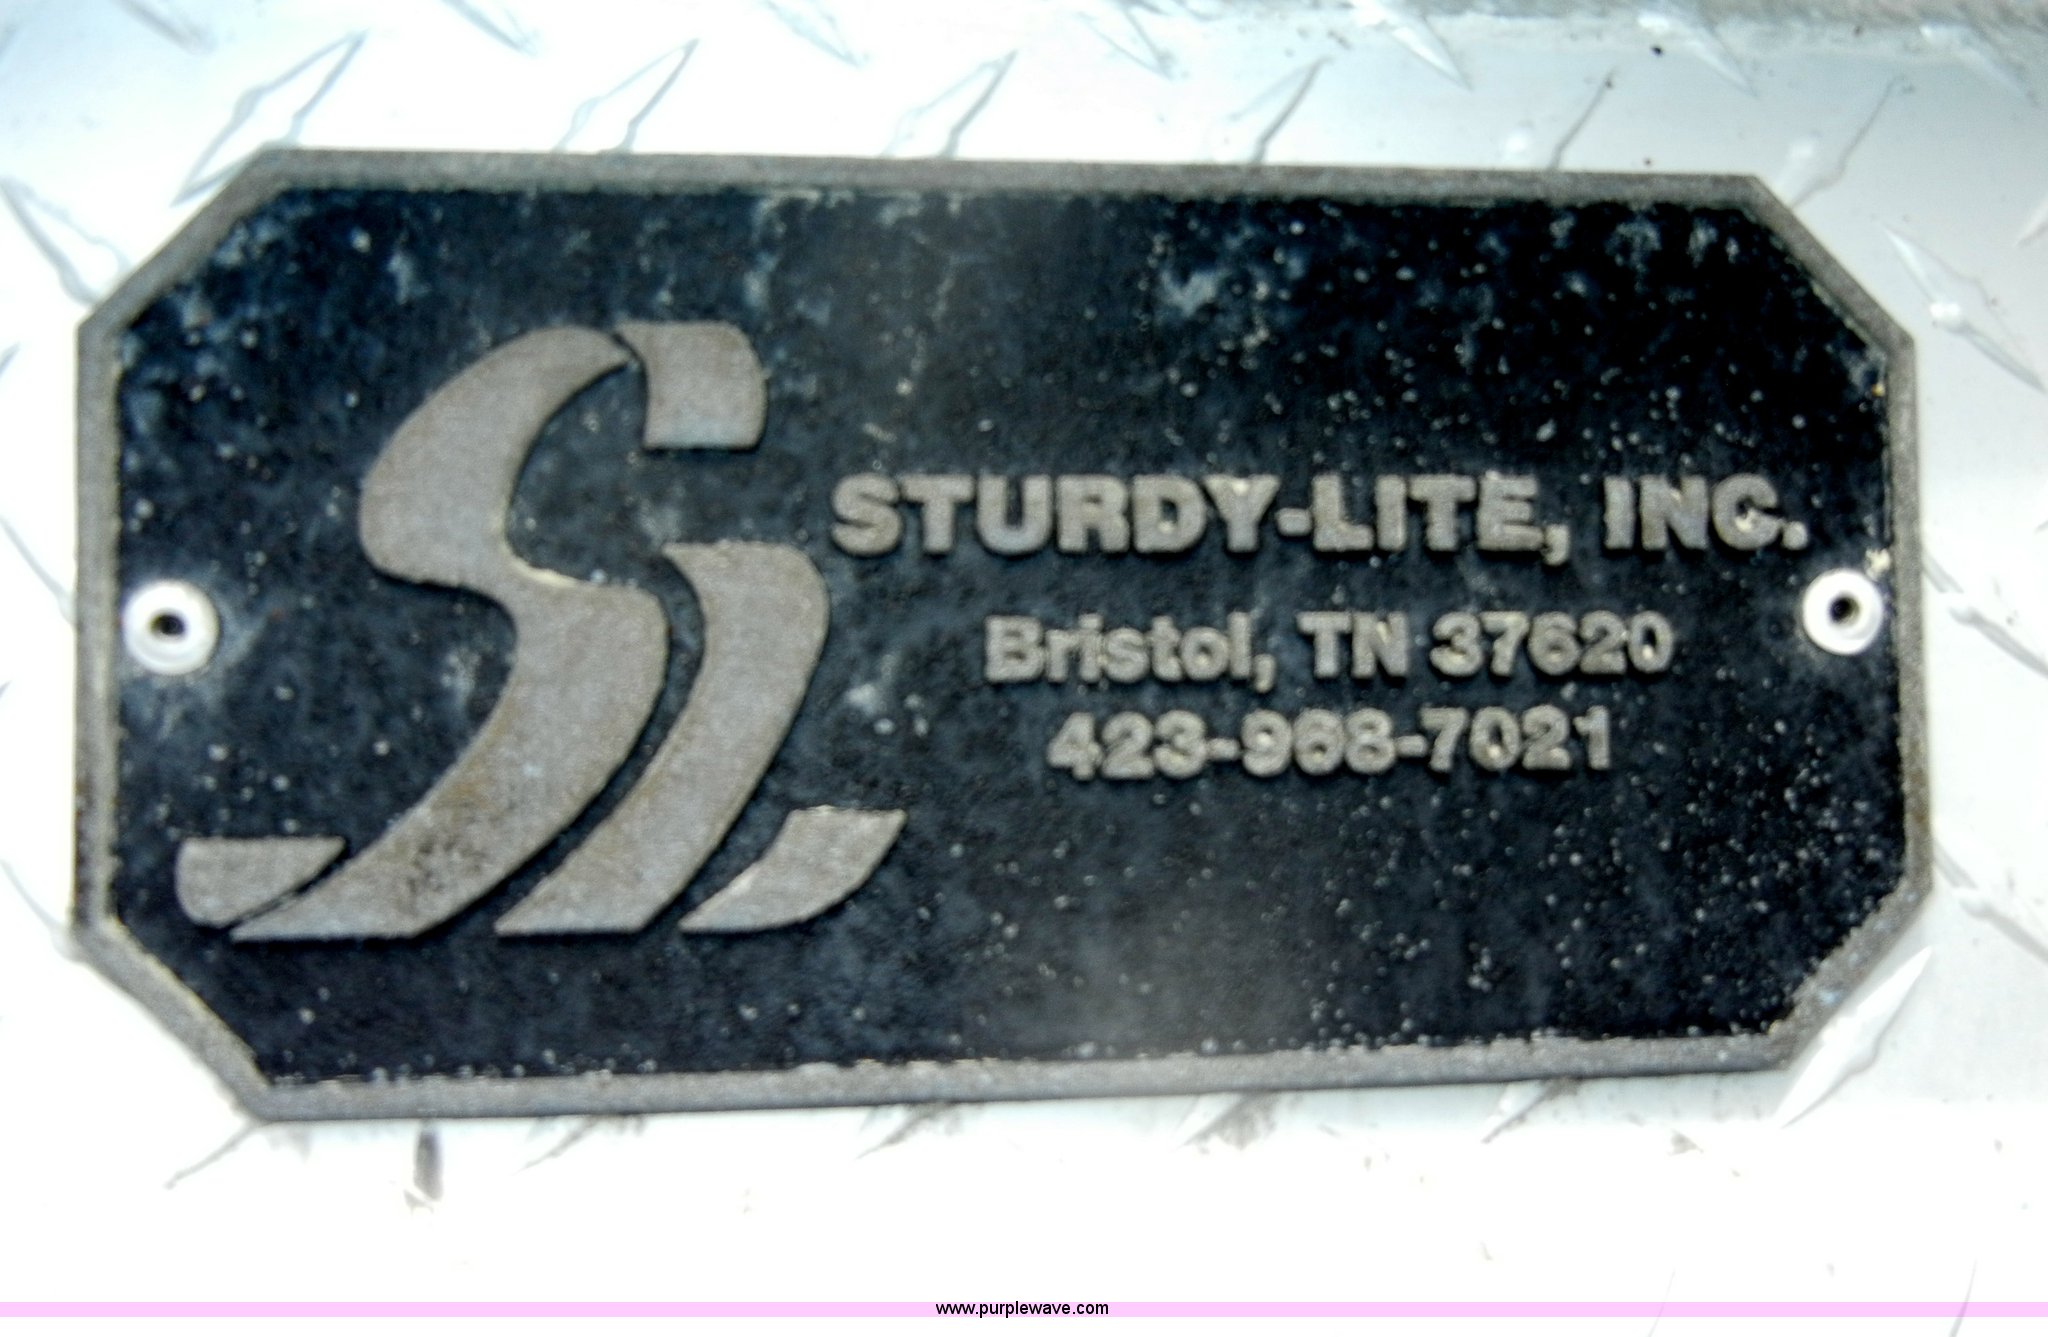 SL
STURDY-LITE, INC.
Bristol, TN 37620
423-968-7021
www.purplewave.com